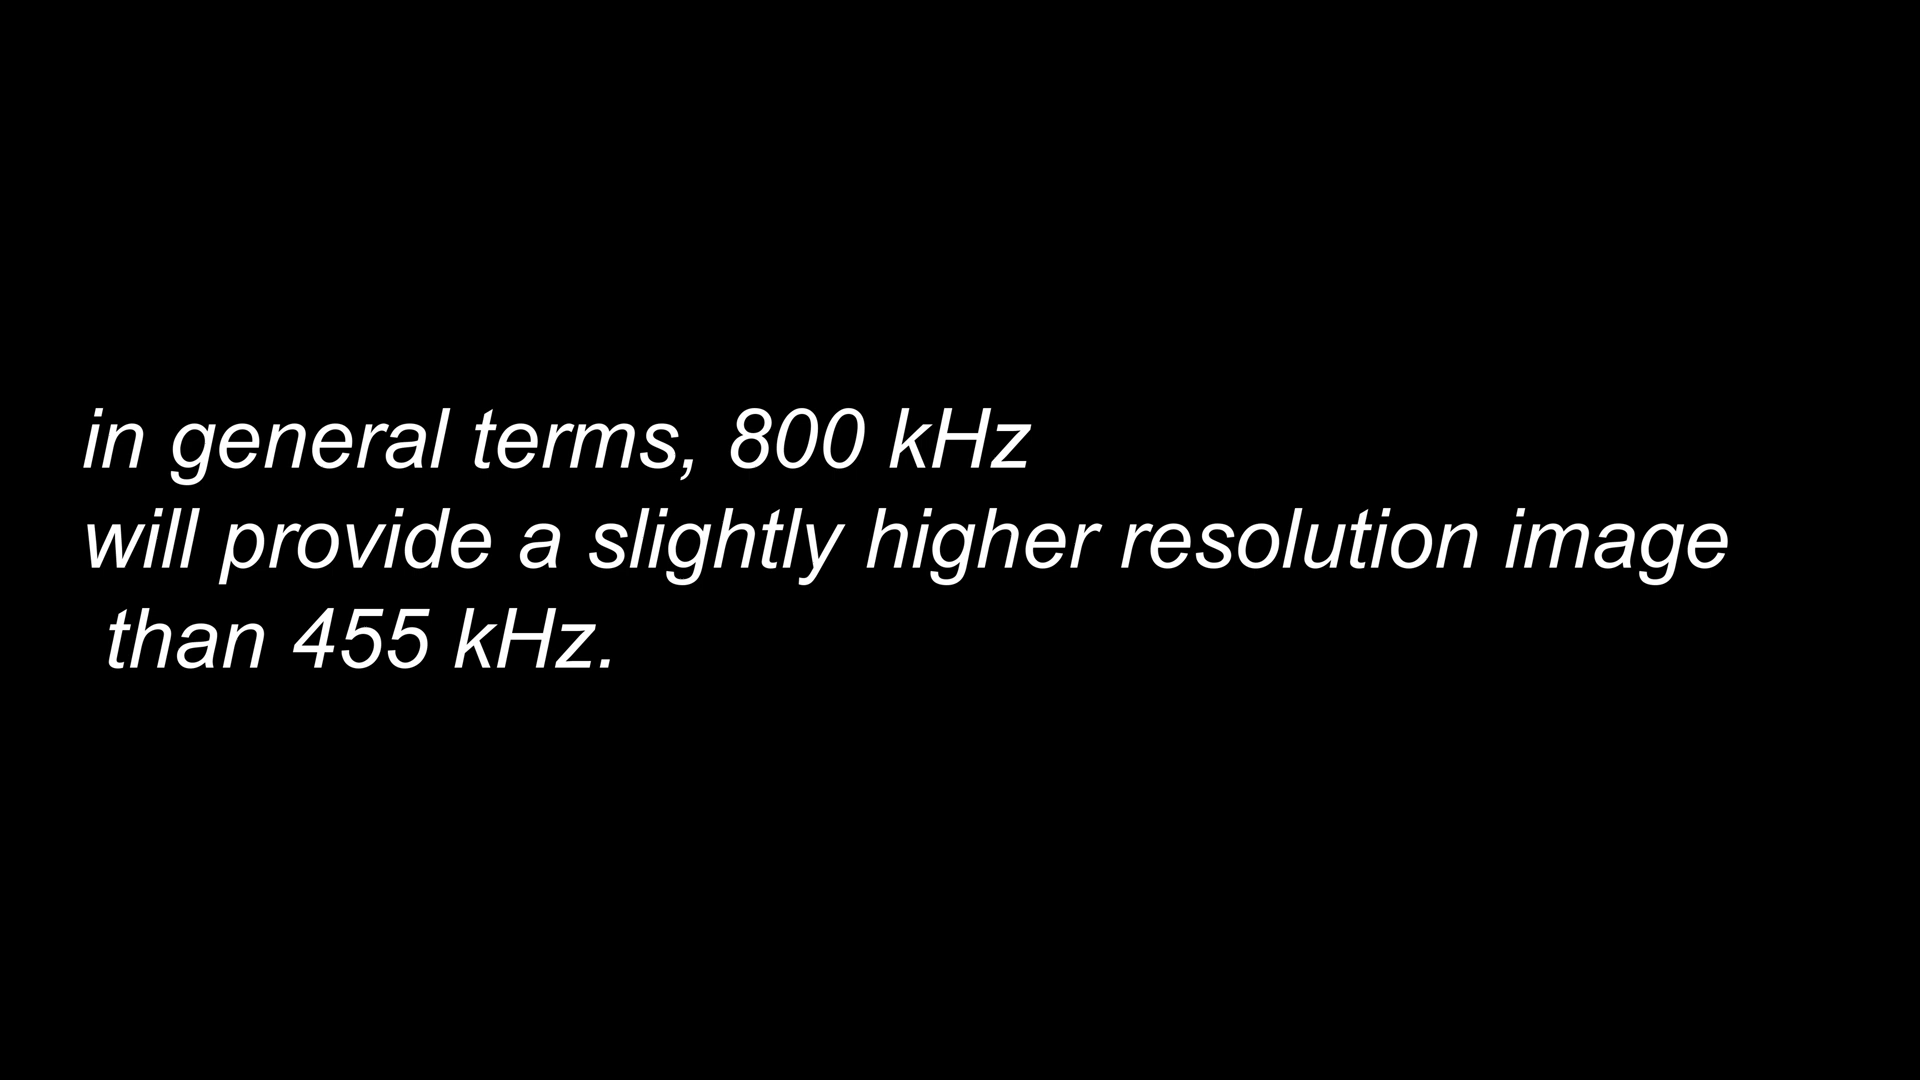 in general terms, 800 kHz
will provide a slightly higher resolution image
than 455 kHz.